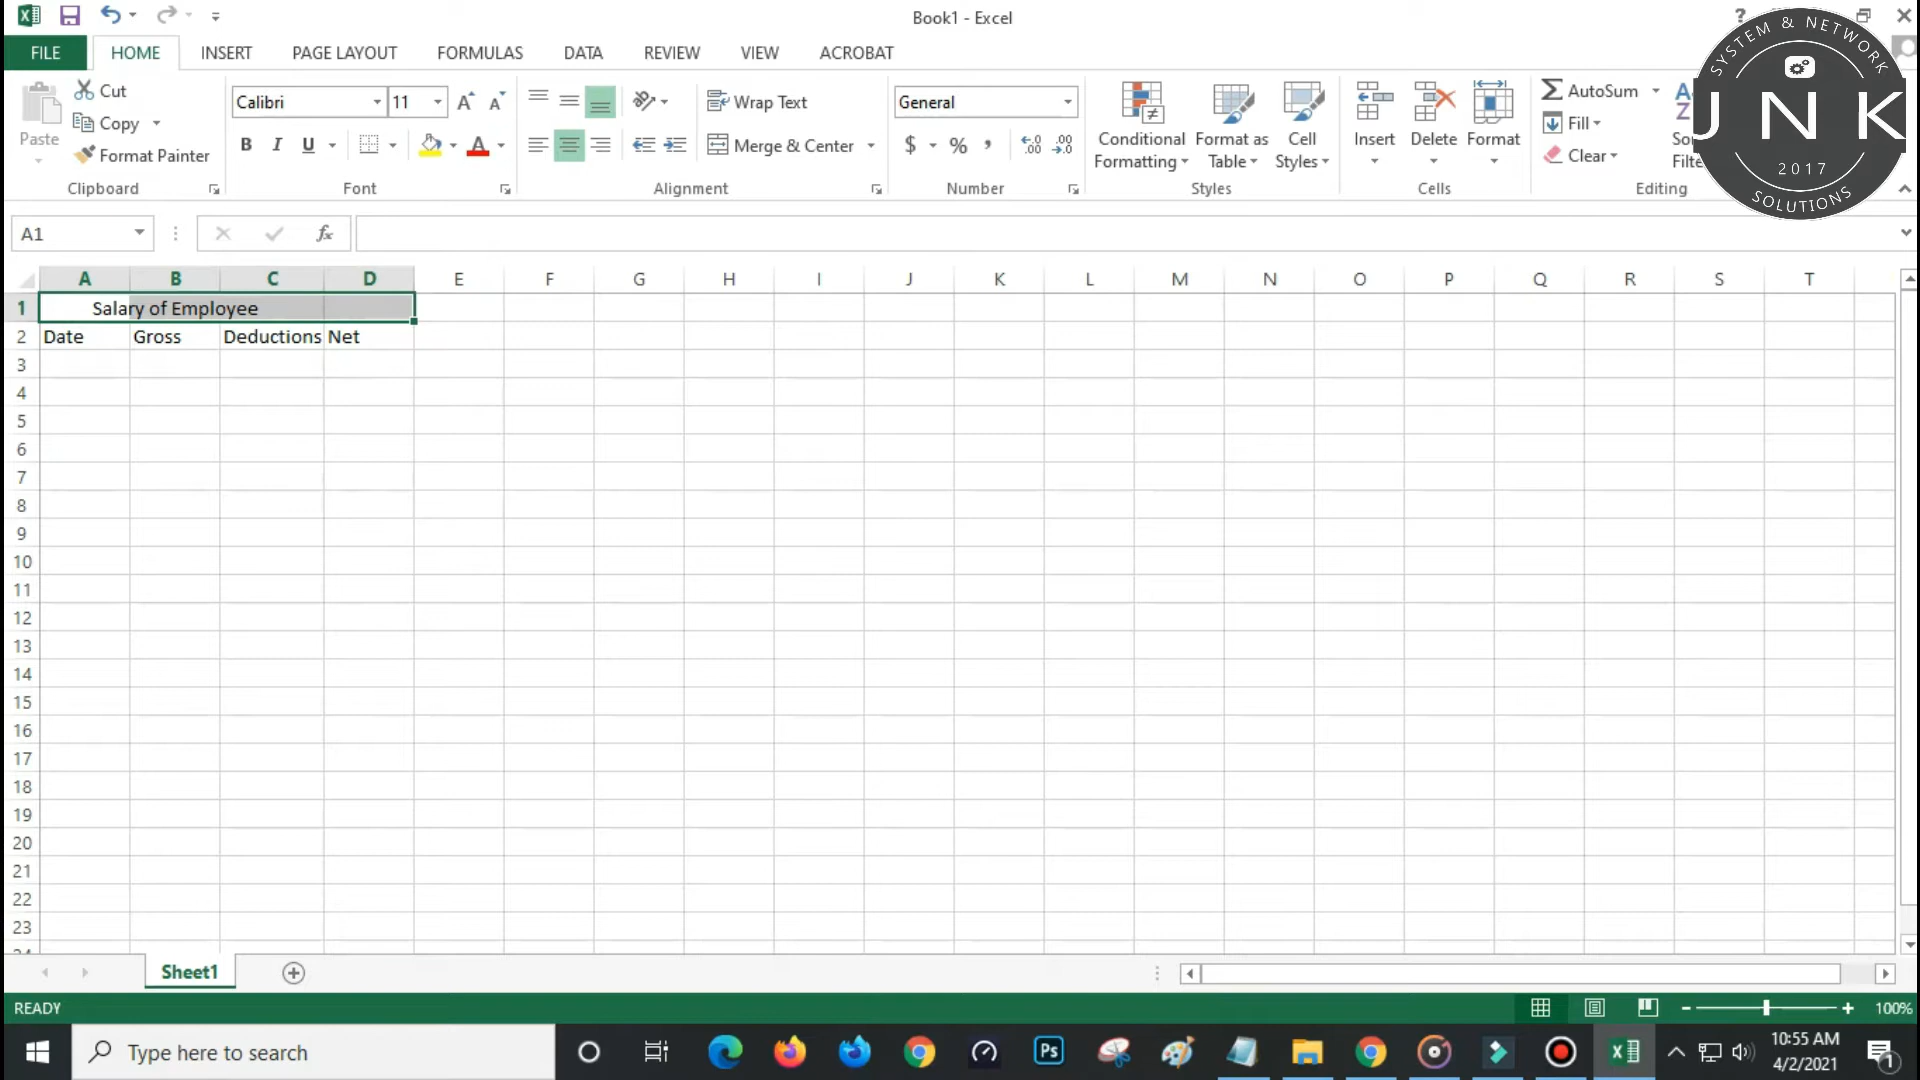 Book1 - Excel
?
FILE HOME INSERT PAGE LAYOUT FORMULAS DATA REVIEW VIEW ACROBAT
SYSTEM & NETWORK
JNK
2017
SOLUTIONS
Paste
Cut
Copy
Format Painter
Clipboard
Calibri 11
B I U
Font
Wrap Text
Merge & Center
Alignment
General
$ % ,
Number
Conditional
Formatting
Format as
Table
Cell
Styles
Styles
Insert Delete Format
Cells
AutoSum
Fill
Clear
Editing
A1
fx
A B C D E F G H I J K L M N O P Q R S T
1 Salary of Employee
2 Date Gross Deductions Net
3
4
5
6
7
8
9
10
11
12
13
14
15
16
17
18
19
20
21
22
23
Sheet1
READY
100%
Type here to search
Ps
10:55 AM
4/2/2021
1